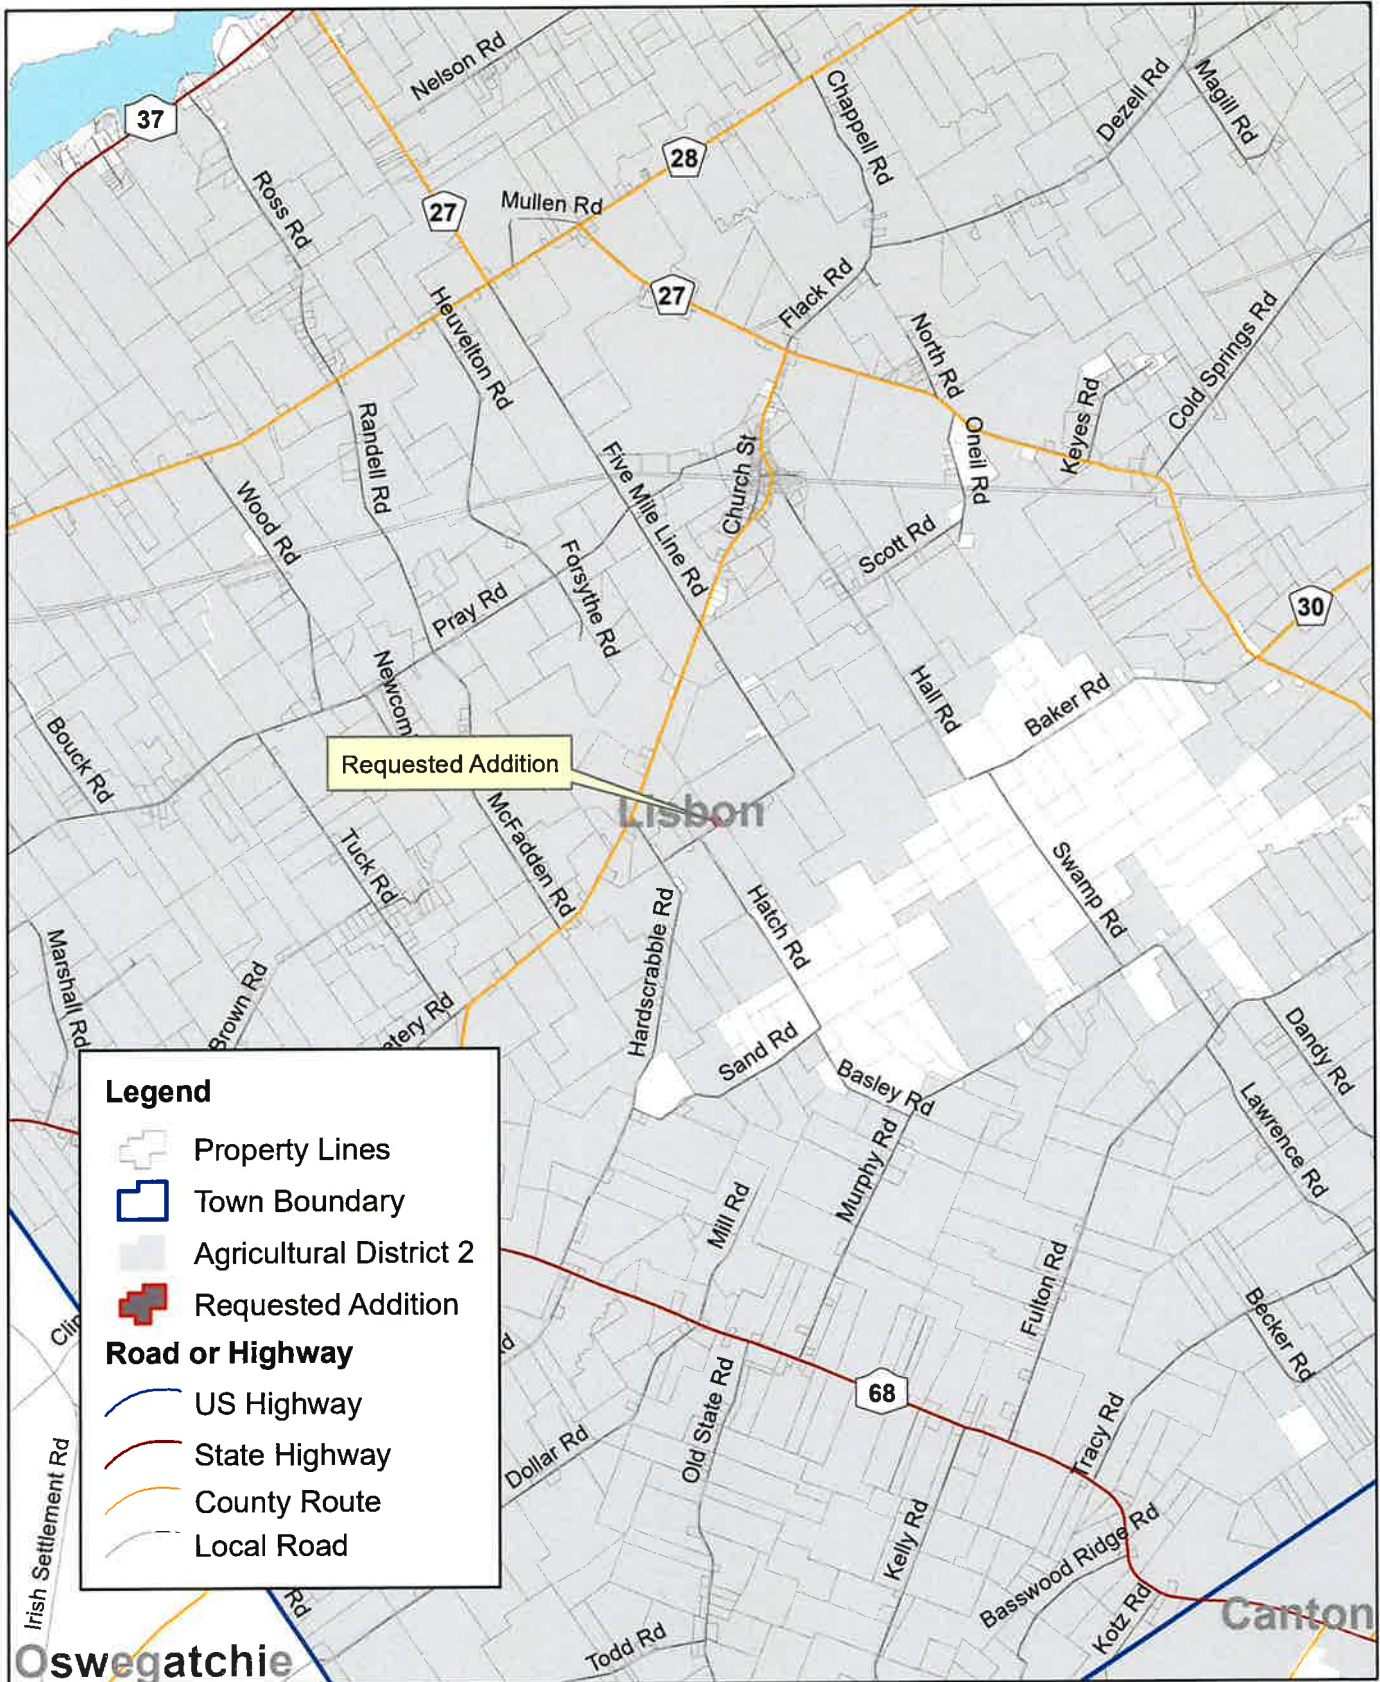 Nelson Rd
Chappell Rd
Dezell Rd
Magill Rd
37
28
Ross Rd
27
Mullen Rd
27
Flack Rd
Heuvelton Rd
North Rd
Cold Springs Rd
Keyes Rd
Randell Rd
Oneil Rd
Church St
Five Mile Line Rd
Wood Rd
Scott Rd
Forsythe Rd
Pray Rd
30
Newcom
Hall Rd
Baker Rd
Bouck Rd
Requested Addition
Lisbon
McFadden Rd
Tuck Rd
Swamp Rd
Hatch Rd
Hardscrabble Rd
Marshall Rd
Brown Rd
etery Rd
Sand Rd
Basley Rd
Dandy Rd
Lawrence Rd
Murphy Rd
Mill Rd
Fulton Rd
Becker Rd
Legend
Property Lines
Town Boundary
Agricultural District 2
Requested Addition
Road or Highway
US Highway
State Highway
County Route
Local Road
Rd
68
Old State Rd
Dollar Rd
Tracy Rd
Kelly Rd
Basswood Ridge Rd
Kotz Rd
Canton
Irish Settlement Rd
Rd
Todd Rd
Oswegatchie